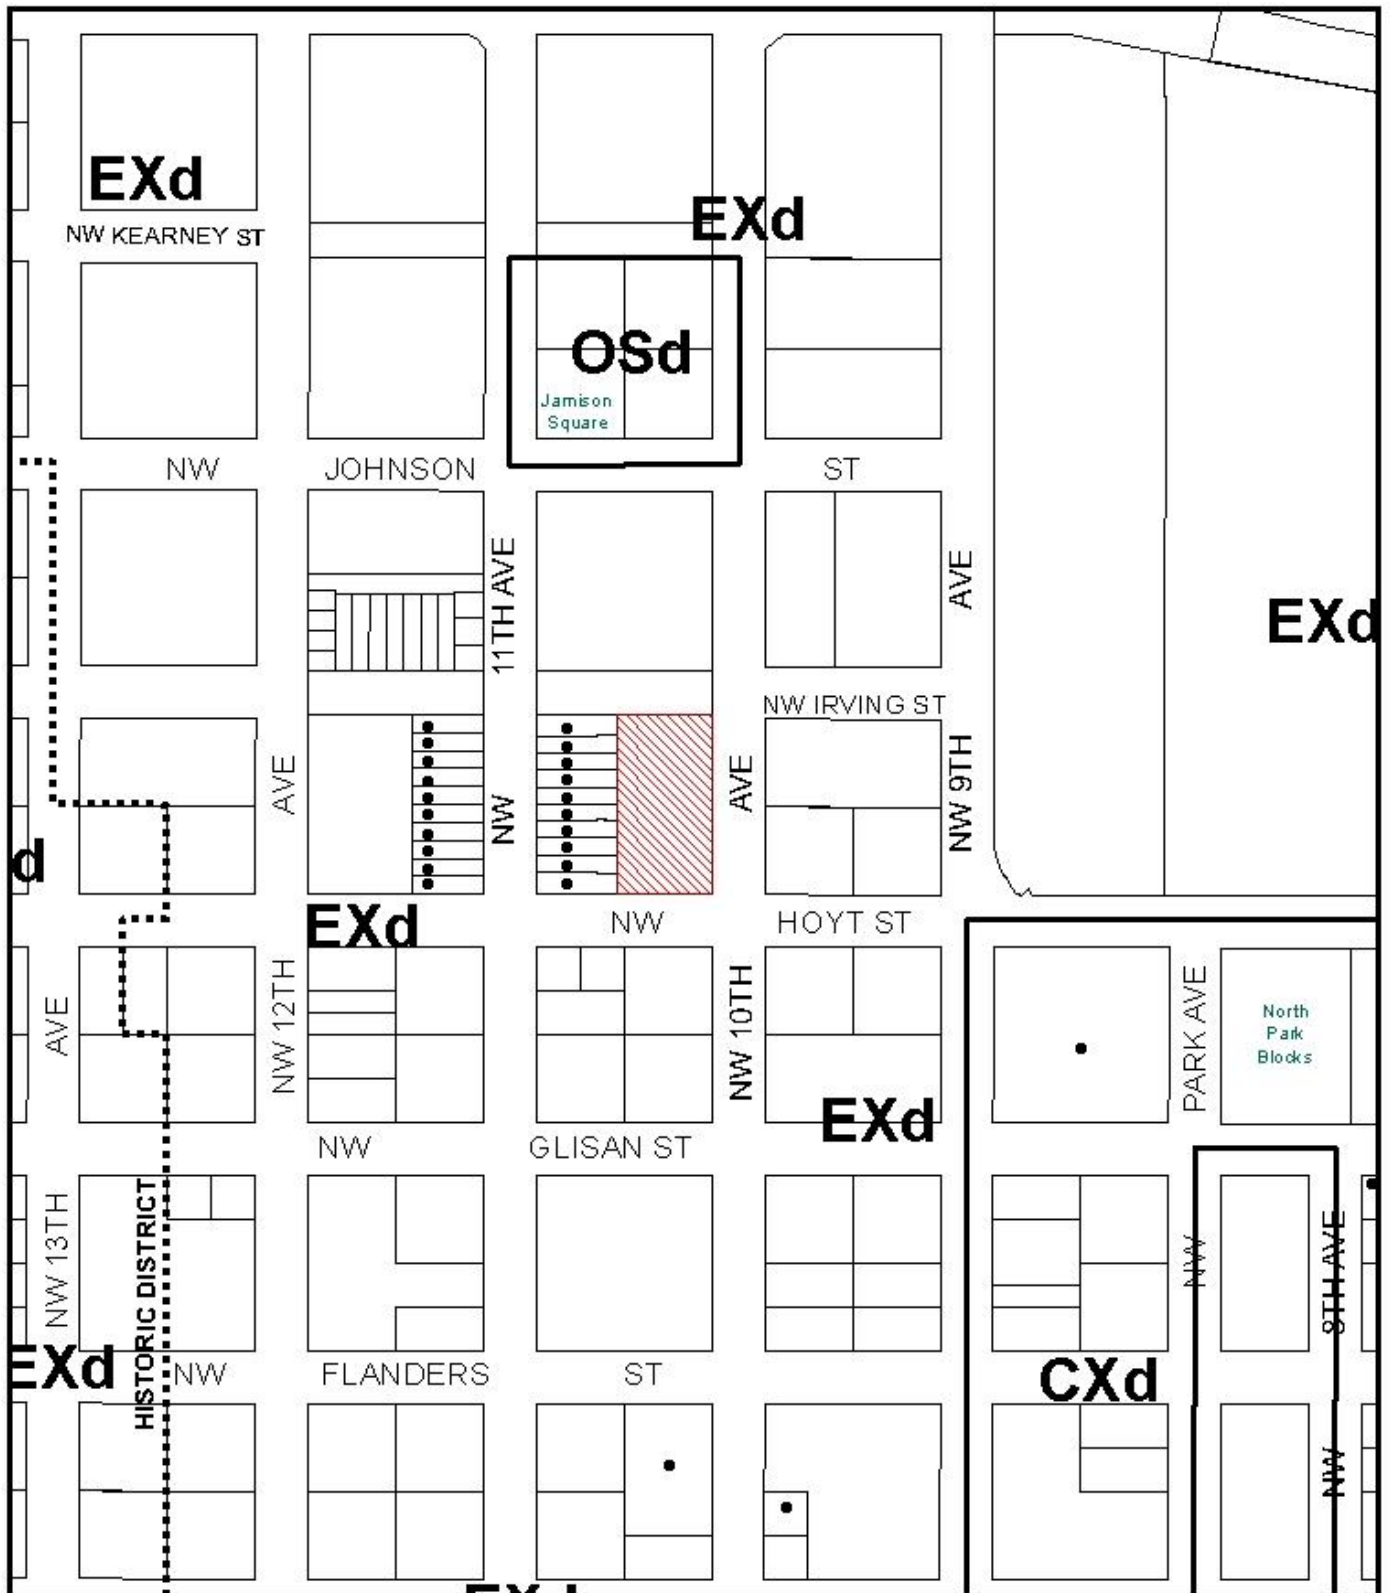 EXd
EXd
NW KEARNEY ST
OSd
Jamison
Square
NW JOHNSON ST
11TH AVE
AVE
EXd
NW IRVING ST
AVE
NW
AVE
NW 9TH
d
EXd
NW HOYT ST
AVE
NW 12TH
NW 10TH
PARK AVE
North
Park
Blocks
EXd
NW GLISAN ST
NW 13TH
HISTORIC DISTRICT
NW
8TH AVE
EXd
NW FLANDERS ST
CXd
NW
EXd